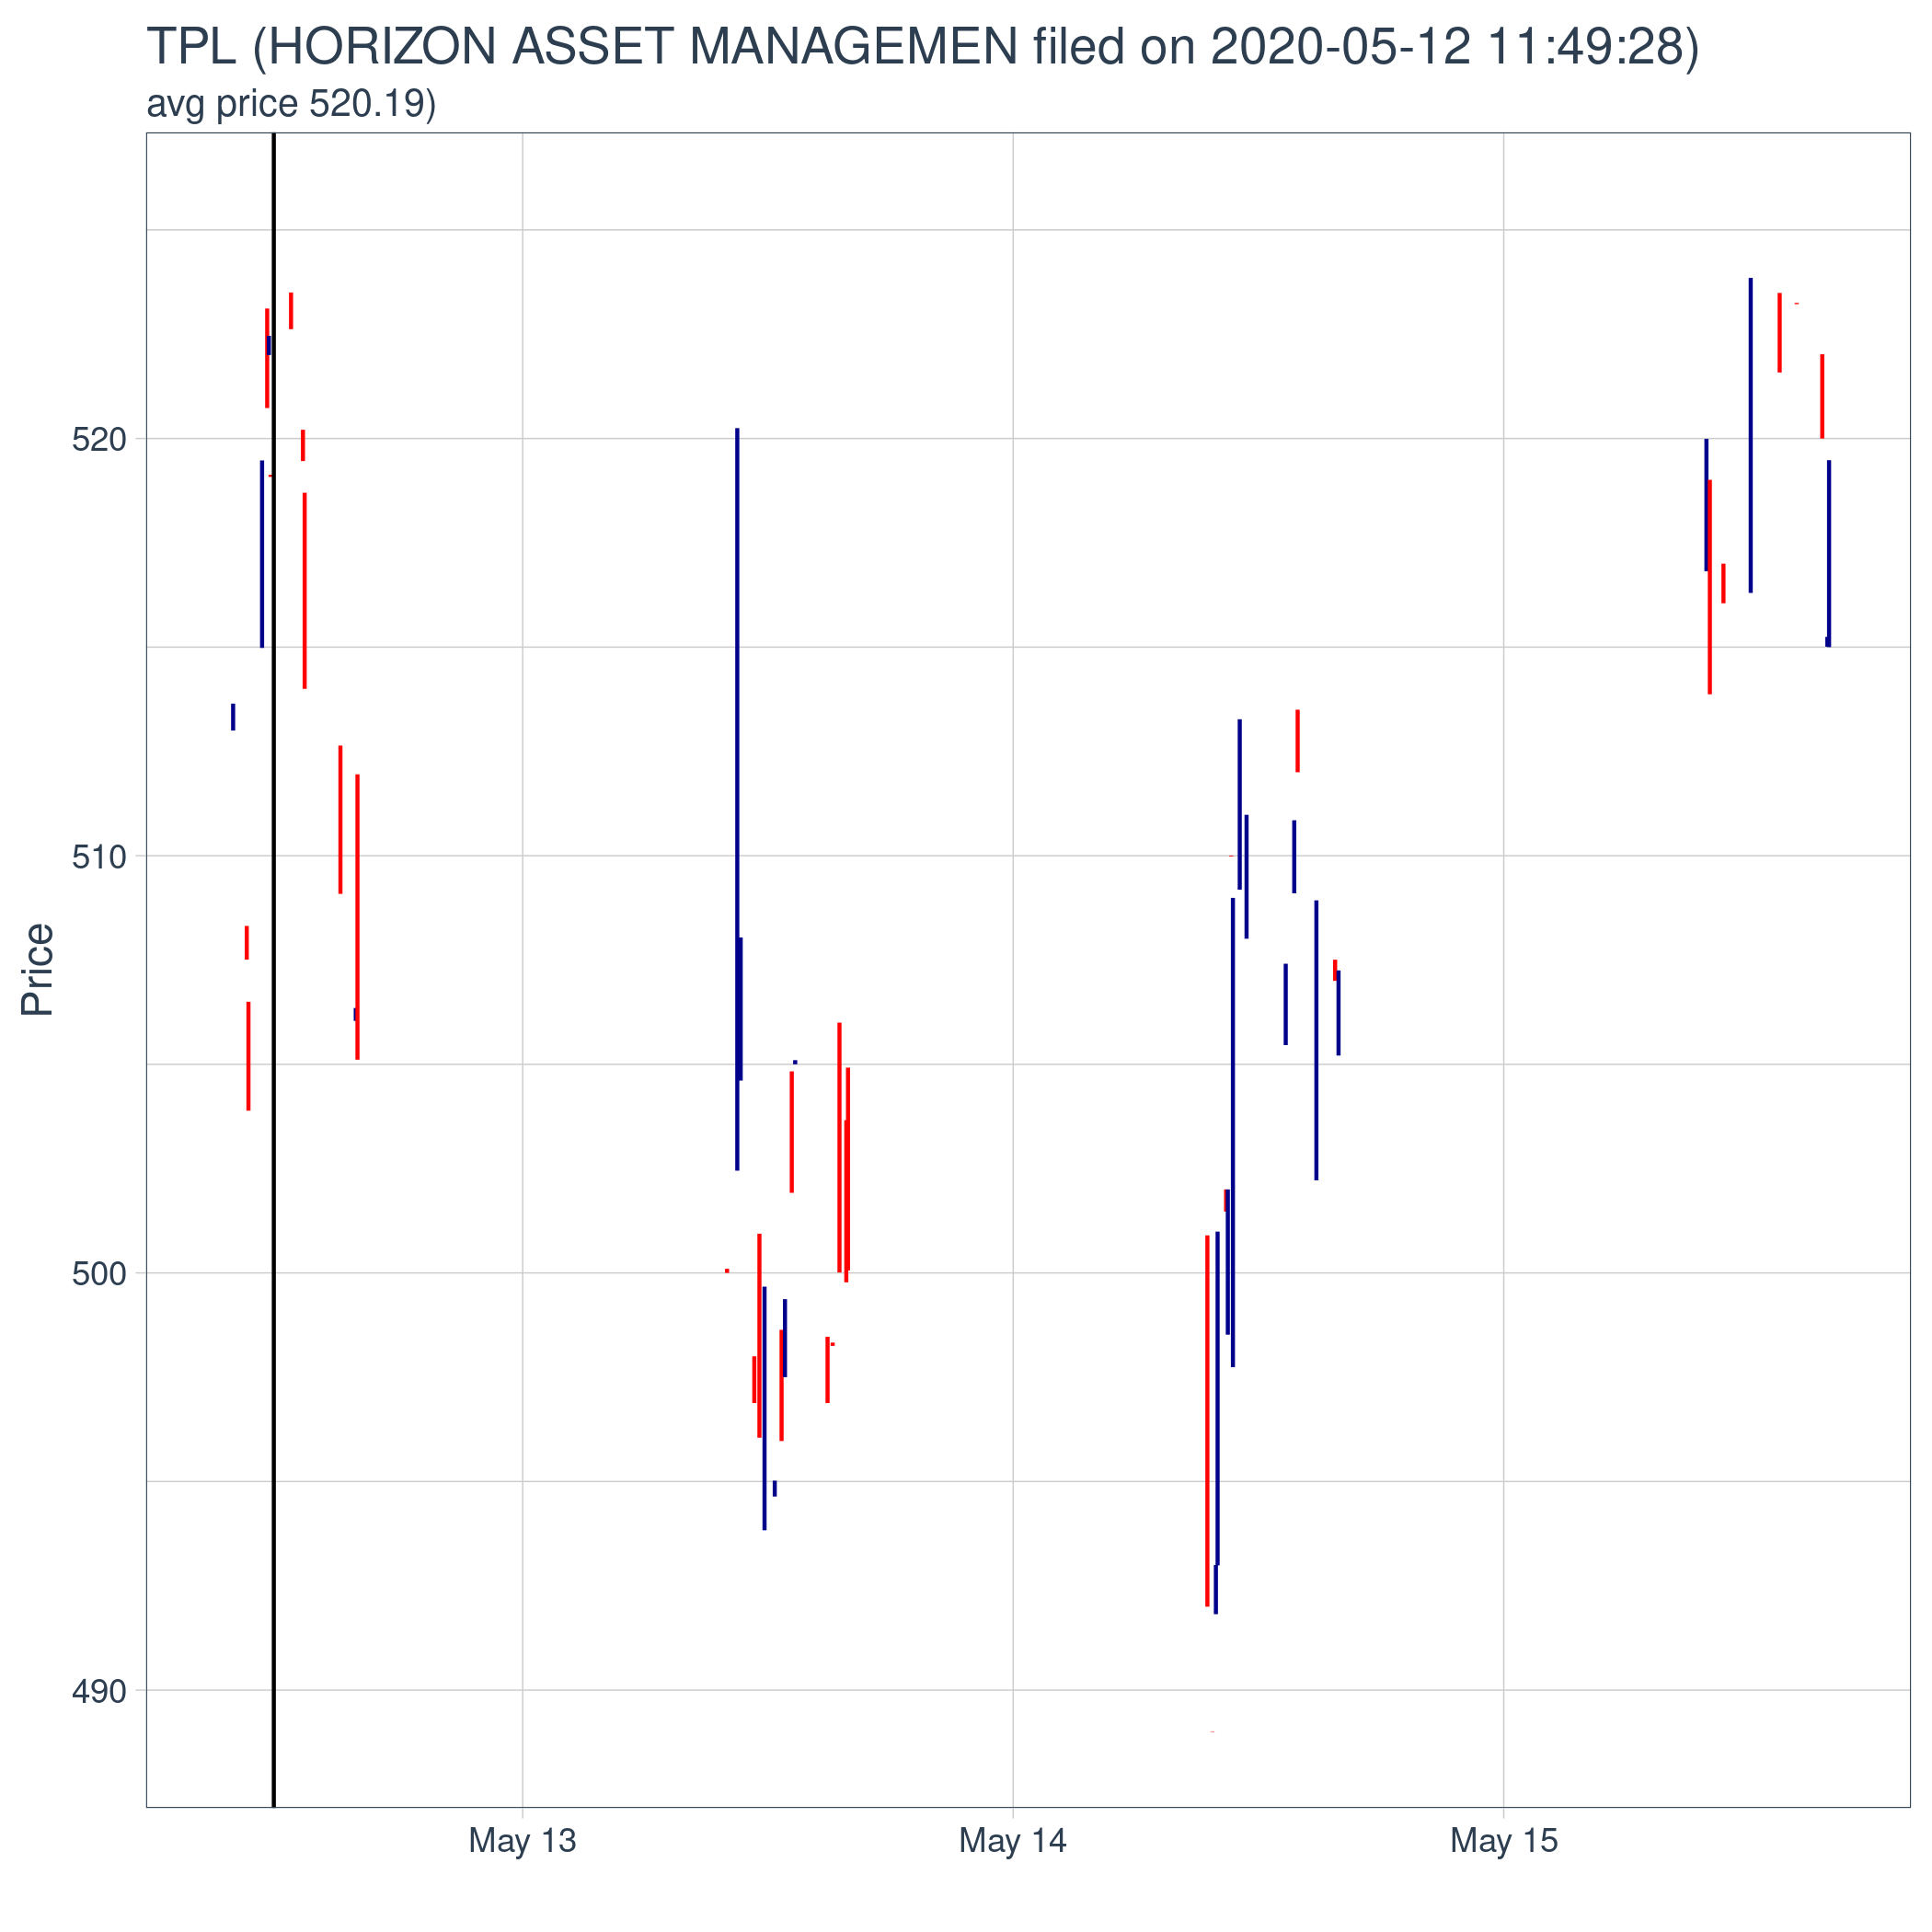 TPL (HORIZON ASSET MANAGEMEN filed on 2020-05-12 11:49:28)
avg price 520.19)
520
510
500
490
Price
May 13
May 14
May 15